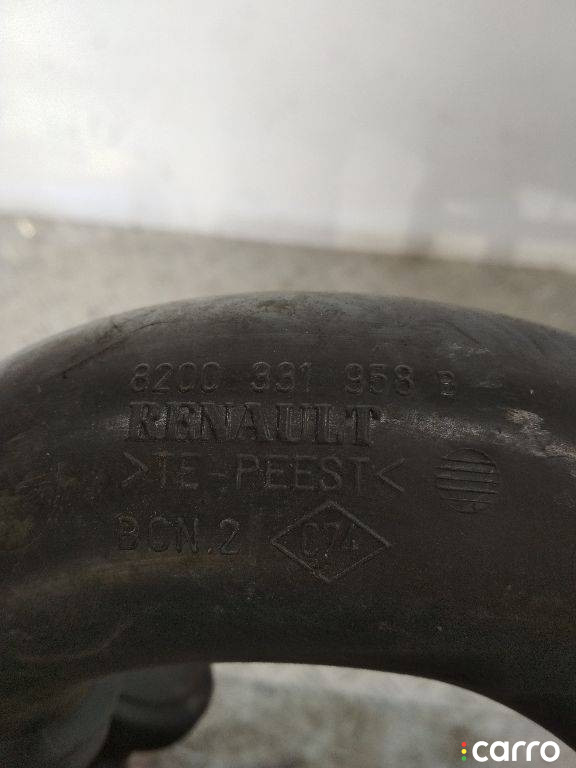 8200 331 958 B
RENAULT
>TE-PEEST<
BCN.2 C74
carro